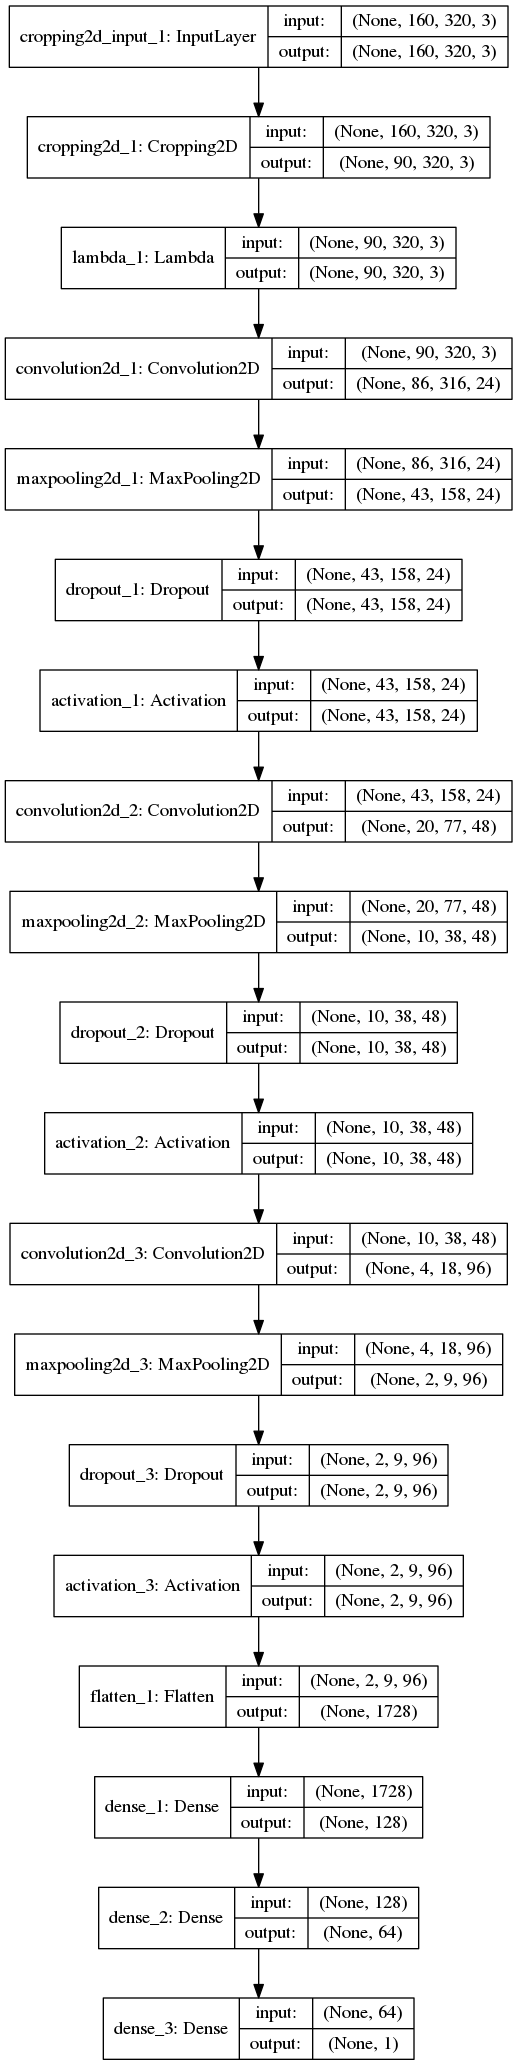 cropping2d_input_1: InputLayer
input: (None, 160, 320, 3)
output: (None, 160, 320, 3)
cropping2d_1: Cropping2D
input: (None, 160, 320, 3)
output: (None, 90, 320, 3)
lambda_1: Lambda
input: (None, 90, 320, 3)
output: (None, 90, 320, 3)
convolution2d_1: Convolution2D
input: (None, 90, 320, 3)
output: (None, 86, 316, 24)
maxpooling2d_1: MaxPooling2D
input: (None, 86, 316, 24)
output: (None, 43, 158, 24)
dropout_1: Dropout
input: (None, 43, 158, 24)
output: (None, 43, 158, 24)
activation_1: Activation
input: (None, 43, 158, 24)
output: (None, 43, 158, 24)
convolution2d_2: Convolution2D
input: (None, 43, 158, 24)
output: (None, 20, 77, 48)
maxpooling2d_2: MaxPooling2D
input: (None, 20, 77, 48)
output: (None, 10, 38, 48)
dropout_2: Dropout
input: (None, 10, 38, 48)
output: (None, 10, 38, 48)
activation_2: Activation
input: (None, 10, 38, 48)
output: (None, 10, 38, 48)
convolution2d_3: Convolution2D
input: (None, 10, 38, 48)
output: (None, 4, 18, 96)
maxpooling2d_3: MaxPooling2D
input: (None, 4, 18, 96)
output: (None, 2, 9, 96)
dropout_3: Dropout
input: (None, 2, 9, 96)
output: (None, 2, 9, 96)
activation_3: Activation
input: (None, 2, 9, 96)
output: (None, 2, 9, 96)
flatten_1: Flatten
input: (None, 2, 9, 96)
output: (None, 1728)
dense_1: Dense
input: (None, 1728)
output: (None, 128)
dense_2: Dense
input: (None, 128)
output: (None, 64)
dense_3: Dense
input: (None, 64)
output: (None, 1)